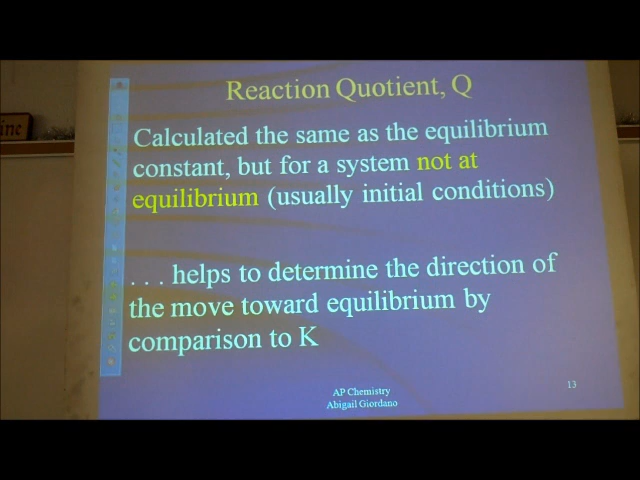 Reaction Quotient, Q
Calculated the same as the equilibrium
constant, but for a system not at
equilibrium (usually initial conditions)
. . . helps to determine the direction of
the move toward equilibrium by
comparison to K
AP Chemistry
Abigail Giordano
13